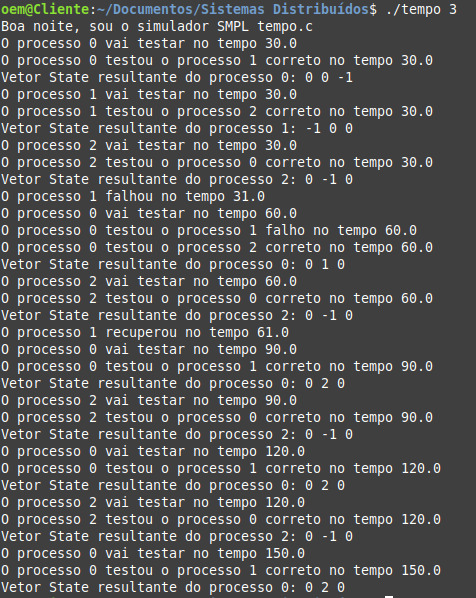 oem@Cliente:~/Documentos/Sistemas Distribuídos$ ./tempo 3
Boa noite, sou o simulador SMPL tempo.c
O processo 0 vai testar no tempo 30.0
O processo 0 testou o processo 1 correto no tempo 30.0
Vetor State resultante do processo 0: 0 0 -1
O processo 1 vai testar no tempo 30.0
O processo 1 testou o processo 2 correto no tempo 30.0
Vetor State resultante do processo 1: -1 0 0
O processo 2 vai testar no tempo 30.0
O processo 2 testou o processo 0 correto no tempo 30.0
Vetor State resultante do processo 2: 0 -1 0
O processo 1 falhou no tempo 31.0
O processo 0 vai testar no tempo 60.0
O processo 0 testou o processo 1 falho no tempo 60.0
O processo 0 testou o processo 2 correto no tempo 60.0
Vetor State resultante do processo 0: 0 1 0
O processo 2 vai testar no tempo 60.0
O processo 2 testou o processo 0 correto no tempo 60.0
Vetor State resultante do processo 2: 0 -1 0
O processo 1 recuperou no tempo 61.0
O processo 0 vai testar no tempo 90.0
O processo 0 testou o processo 1 correto no tempo 90.0
Vetor State resultante do processo 0: 0 2 0
O processo 2 vai testar no tempo 90.0
O processo 2 testou o processo 0 correto no tempo 90.0
Vetor State resultante do processo 2: 0 -1 0
O processo 0 vai testar no tempo 120.0
O processo 0 testou o processo 1 correto no tempo 120.0
Vetor State resultante do processo 0: 0 2 0
O processo 2 vai testar no tempo 120.0
O processo 2 testou o processo 0 correto no tempo 120.0
Vetor State resultante do processo 2: 0 -1 0
O processo 0 vai testar no tempo 150.0
O processo 0 testou o processo 1 correto no tempo 150.0
Vetor State resultante do processo 0: 0 2 0